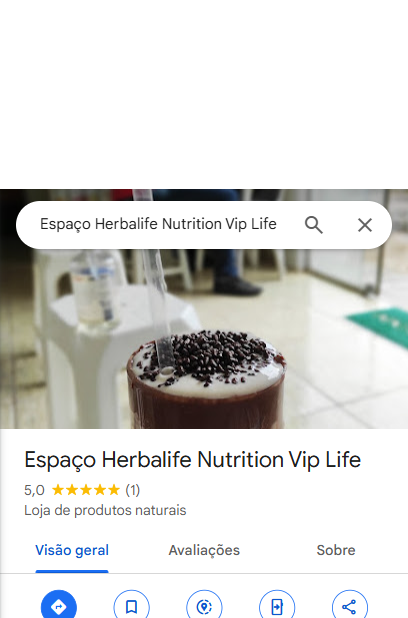 Espaço Herbalife Nutrition Vip Life
Espaço Herbalife Nutrition Vip Life
5,0 (1)
Loja de produtos naturais
Visão geral Avaliações Sobre